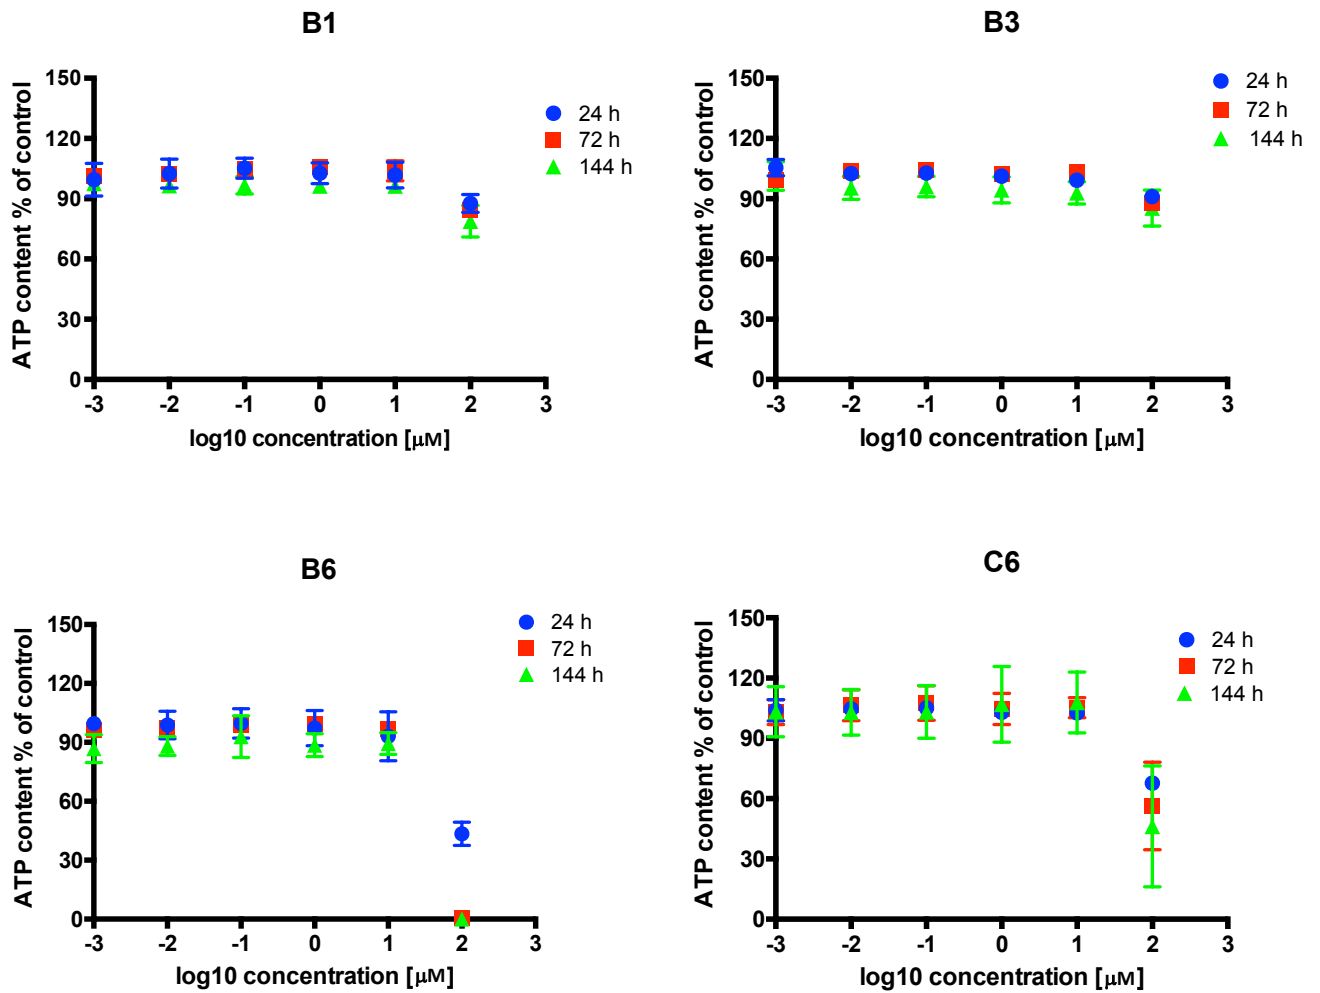 B1
ATP content % of control
150
120
90
60
30
0
-3 -2 -1 0 1 2 3
log10 concentration [μM]
24 h
72 h
144 h
B3
ATP content % of control
150
120
90
60
30
0
-3 -2 -1 0 1 2 3
log10 concentration [μM]
24 h
72 h
144 h
B6
ATP content % of control
150
120
90
60
30
0
-3 -2 -1 0 1 2 3
log10 concentration [μM]
24 h
72 h
144 h
C6
ATP content % of control
150
120
90
60
30
0
-3 -2 -1 0 1 2 3
log10 concentration [μM]
24 h
72 h
144 h